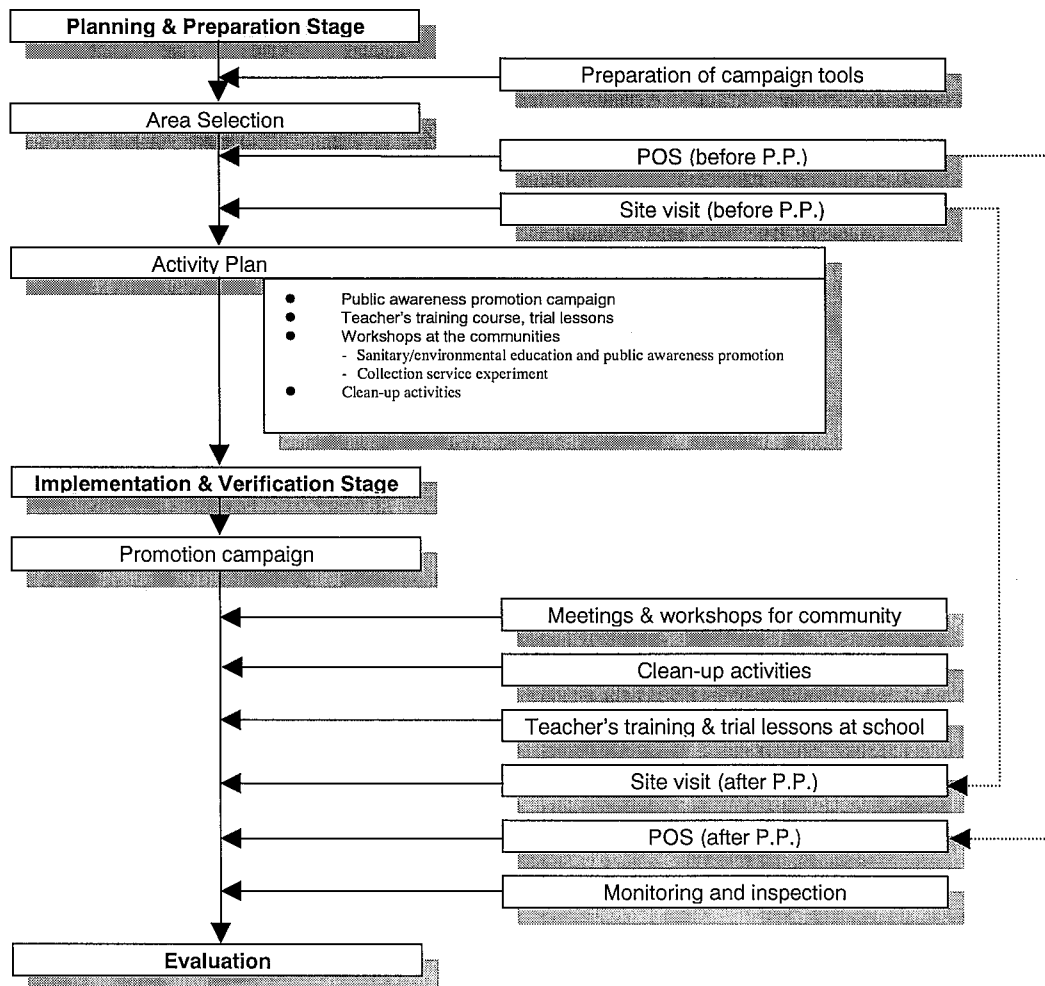 Planning & Preparation Stage
Preparation of campaign tools
Area Selection
POS (before P.P.)
Site visit (before P.P.)
Activity Plan
● Public awareness promotion campaign
● Teacher's training course, trial lessons
● Workshops at the communities
- Sanitary/environmental education and public awareness promotion
- Collection service experiment
● Clean-up activities
Implementation & Verification Stage
Promotion campaign
Meetings & workshops for community
Clean-up activities
Teacher's training & trial lessons at school
Site visit (after P.P.)
POS (after P.P.)
Monitoring and inspection
Evaluation